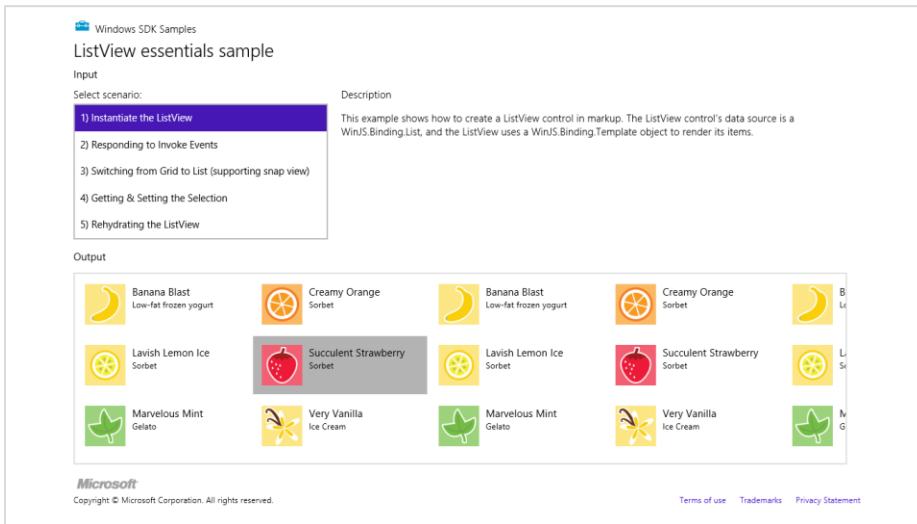 Windows SDK Samples
ListView essentials sample
Input
Select scenario:
Description
1) Instantiate the ListView
2) Responding to Invoke Events
3) Switching from Grid to List (supporting snap view)
4) Getting & Setting the Selection
5) Rehydrating the ListView
This example shows how to create a ListView control in markup. The ListView control's data source is a
WinJS.Binding.List, and the ListView uses a WinJS.Binding.Template object to render its items.
Output
Banana Blast
Low-fat frozen yogurt
Creamy Orange
Sorbet
Banana Blast
Low-fat frozen yogurt
Creamy Orange
Sorbet
Lavish Lemon Ice
Sorbet
Succulent Strawberry
Sorbet
Lavish Lemon Ice
Sorbet
Succulent Strawberry
Sorbet
Marvelous Mint
Gelato
Very Vanilla
Ice Cream
Marvelous Mint
Gelato
Very Vanilla
Ice Cream
Microsoft
Copyright © Microsoft Corporation. All rights reserved.
Terms of use Trademarks Privacy Statement